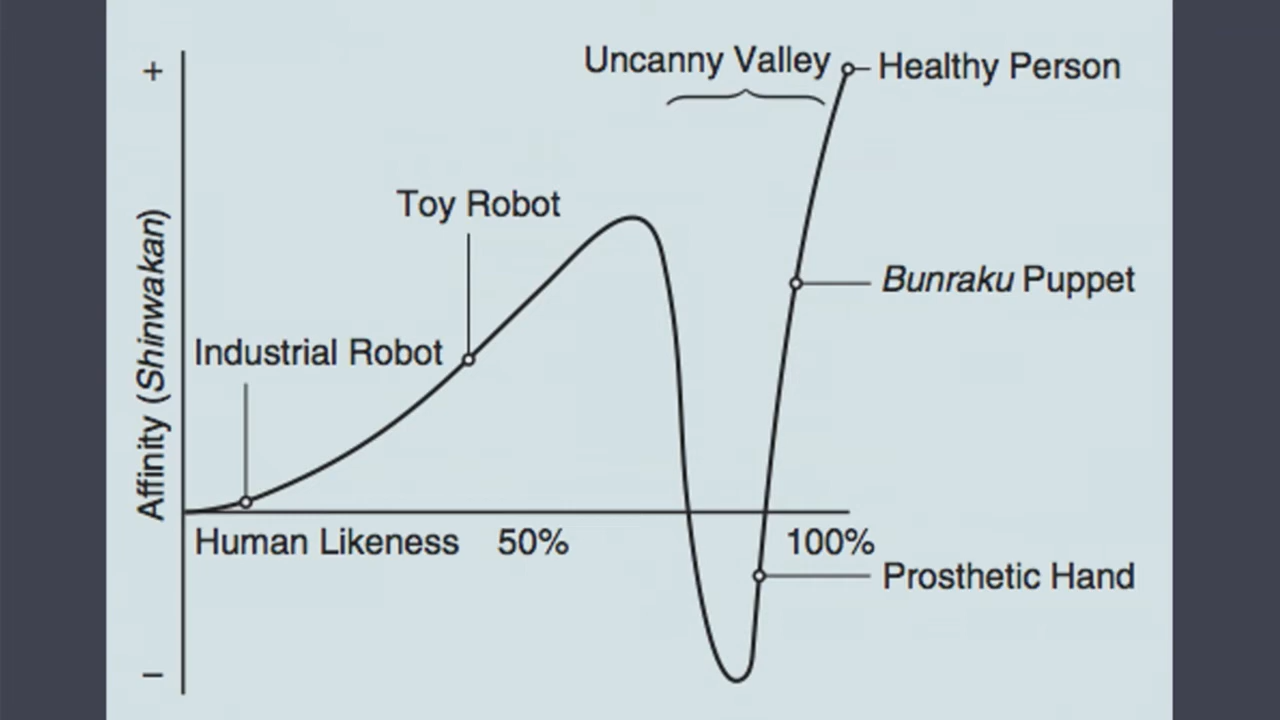 +
Uncanny Valley
Healthy Person
Toy Robot
Affinity (Shinwakan)
Bunraku Puppet
Industrial Robot
Human Likeness
50%
100%
Prosthetic Hand
–